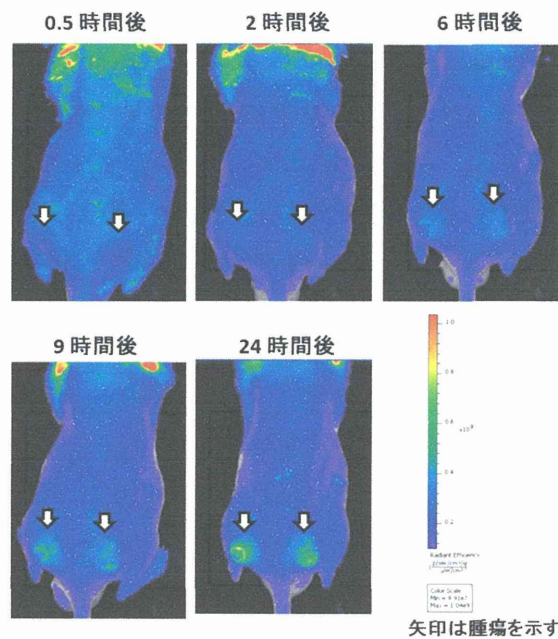 0.5 時間後
2 時間後
6 時間後
9 時間後
24 時間後
1.0
0.8
0.6
x10⁹
0.4
0.2
Radiant Efficiency
Color Scale
矢印は腫瘍を示す